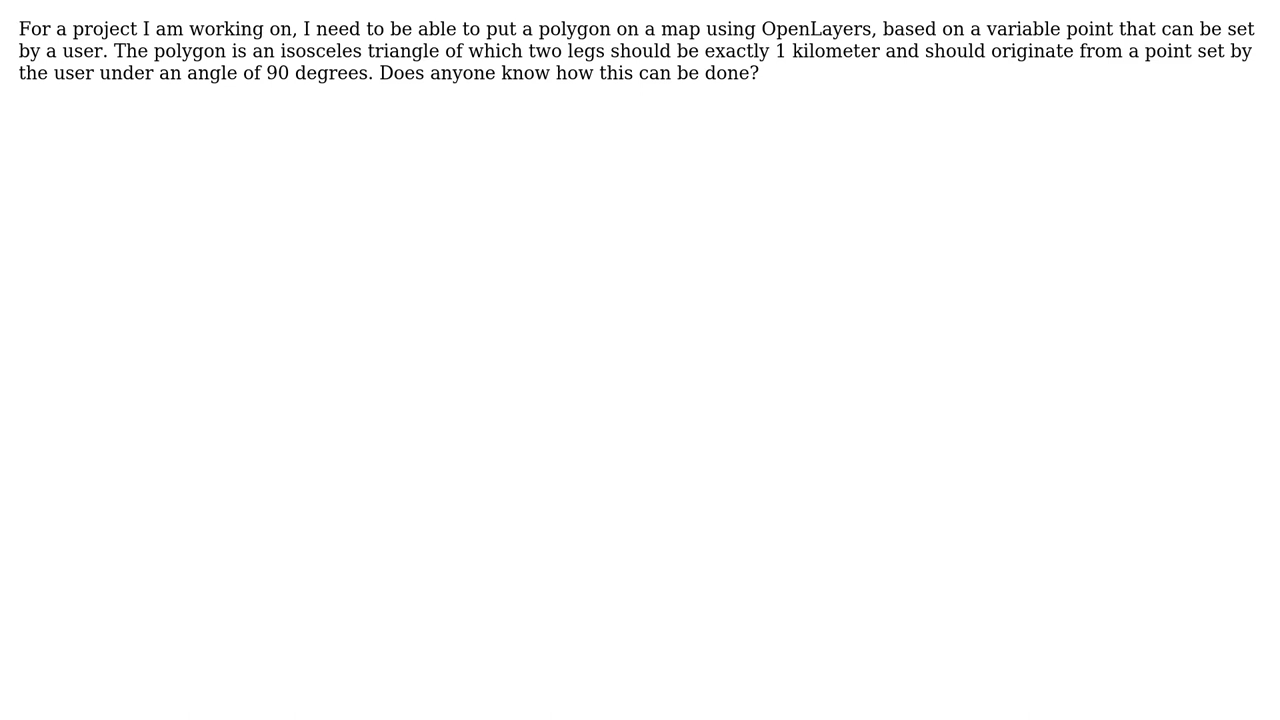 For a project I am working on, I need to be able to put a polygon on a map using OpenLayers, based on a variable point that can be set
by a user. The polygon is an isosceles triangle of which two legs should be exactly 1 kilometer and should originate from a point set by
the user under an angle of 90 degrees. Does anyone know how this can be done?